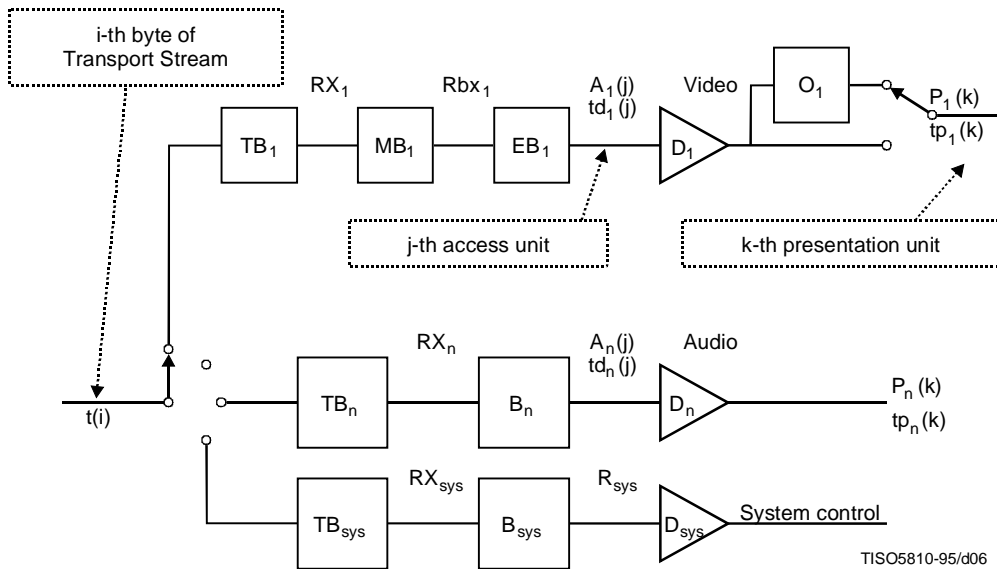 i-th byte of
Transport Stream
RX₁
Rbx₁
A₁(j)
td₁(j)
Video
O₁
P₁(k)
tp₁(k)
TB₁
MB₁
EB₁
D₁
j-th access unit
k-th presentation unit
RXₙ
Aₙ(j)
tdₙ(j)
Audio
t(i)
TBₙ
Bₙ
Dₙ
Pₙ(k)
tpₙ(k)
RXsys
Rsys
TBsys
Bsys
Dsys
System control
TISO5810-95/d06